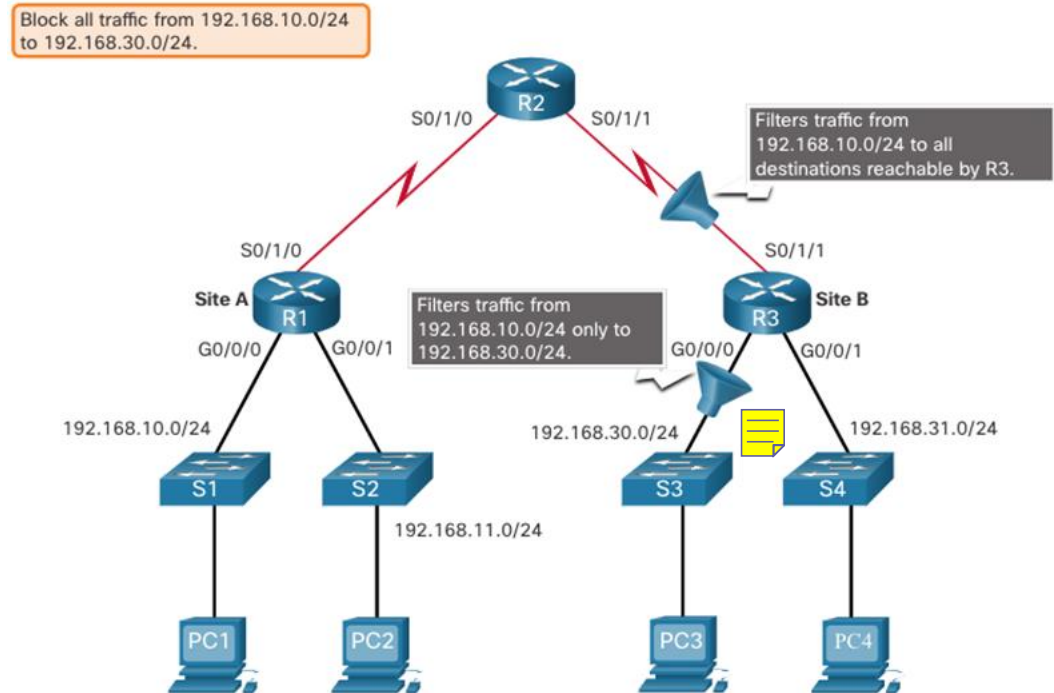 Block all traffic from 192.168.10.0/24
to 192.168.30.0/24.
R2
S0/1/0
S0/1/1
Filters traffic from
192.168.10.0/24 to all
destinations reachable by R3.
S0/1/0
S0/1/1
Site A
R1
Filters traffic from
192.168.10.0/24 only to
192.168.30.0/24.
R3
Site B
G0/0/0
G0/0/1
G0/0/0
G0/0/1
192.168.10.0/24
192.168.30.0/24
192.168.31.0/24
S1
S2
S3
S4
192.168.11.0/24
PC1
PC2
PC3
PC4